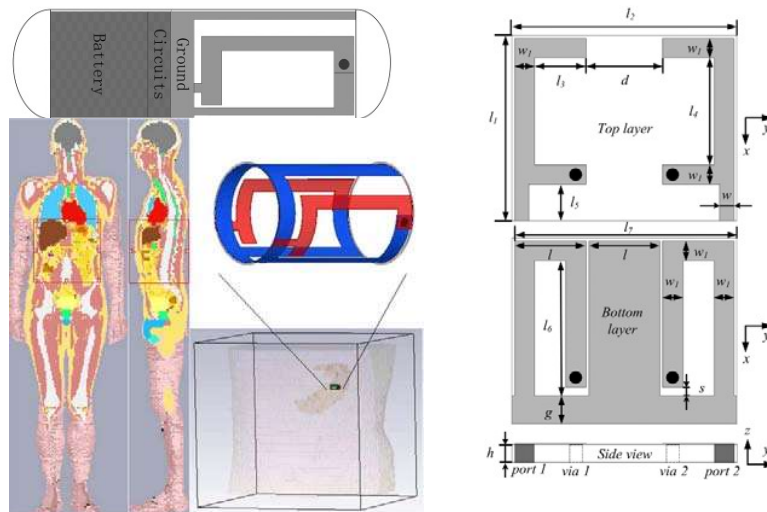 Battery
Circuits
Ground
l₂
w₁
w₁
l₃
d
l₁
l₄
Top layer
y
x
w₁
l₅
w
l₇
l
l
w₁
w₁
w₁
l₆
Bottom layer
y
x
s
g
z
h
Side view
y
port 1
via 1
via 2
port 2